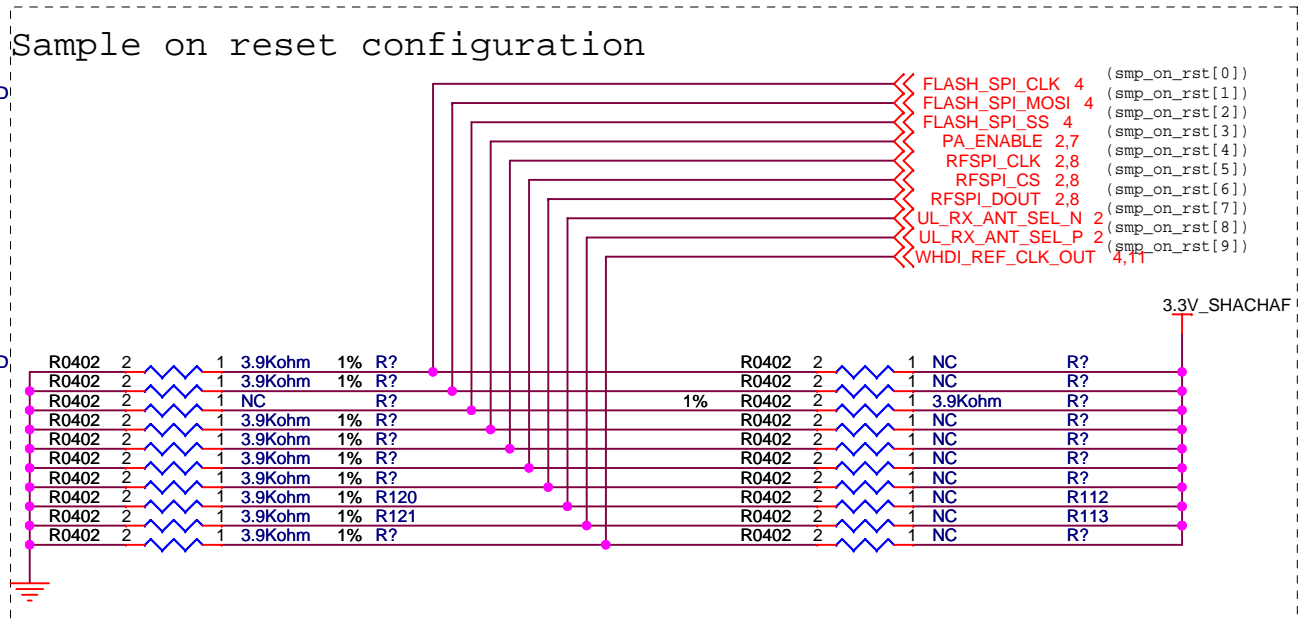 Sample on reset configuration
FLASH_SPI_CLK 4 (smp_on_rst[0])
FLASH_SPI_MOSI 4 (smp_on_rst[1])
FLASH_SPI_SS 4 (smp_on_rst[2])
PA_ENABLE 2,7 (smp_on_rst[3])
RFSPI_CLK 2,8 (smp_on_rst[4])
RFSPI_CS 2,8 (smp_on_rst[5])
RFSPI_DOUT 2,8 (smp_on_rst[6])
UL_RX_ANT_SEL_N 2 (smp_on_rst[7])
UL_RX_ANT_SEL_P 2 (smp_on_rst[8])
WHDI_REF_CLK_OUT 4,11 (smp_on_rst[9])
3.3V_SHACHAF
R0402 2 1 3.9Kohm 1% R? R0402 2 1 NC R?
R0402 2 1 3.9Kohm 1% R? R0402 2 1 NC R?
R0402 2 1 NC R? 1% R0402 2 1 3.9Kohm R?
R0402 2 1 3.9Kohm 1% R? R0402 2 1 NC R?
R0402 2 1 3.9Kohm 1% R? R0402 2 1 NC R?
R0402 2 1 3.9Kohm 1% R? R0402 2 1 NC R?
R0402 2 1 3.9Kohm 1% R? R0402 2 1 NC R?
R0402 2 1 3.9Kohm 1% R120 R0402 2 1 NC R112
R0402 2 1 3.9Kohm 1% R121 R0402 2 1 NC R113
R0402 2 1 3.9Kohm 1% R? R0402 2 1 NC R?